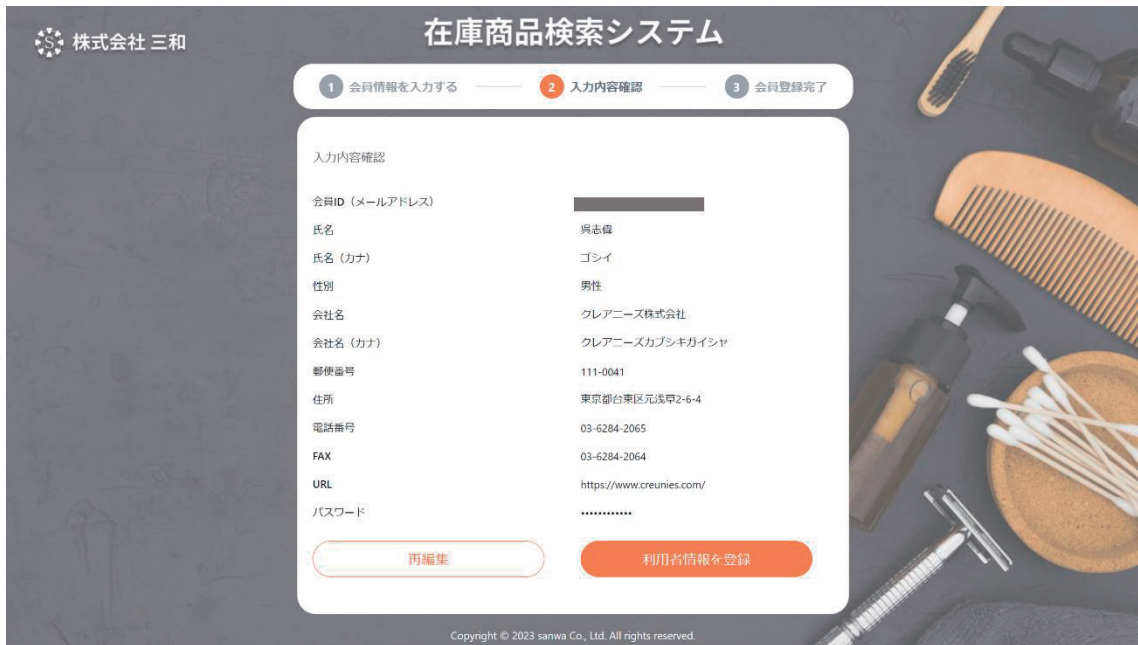 株式会社 三和
在庫商品検索システム
1 会員情報を入力する 2 入力内容確認 3 会員登録完了
入力内容確認
会員ID（メールアドレス）
氏名 呉志偉
氏名（カナ） ゴシイ
性別 男性
会社名 クレアニーズ株式会社
会社名（カナ） クレアニーズカブシキガイシャ
郵便番号 111-0041
住所 東京都台東区元浅草2-6-4
電話番号 03-6284-2065
FAX 03-6284-2064
URL https://www.creunies.com/
パスワード ••••••••••••
再編集 利用者情報を登録
Copyright © 2023 sanwa Co., Ltd. All rights reserved.